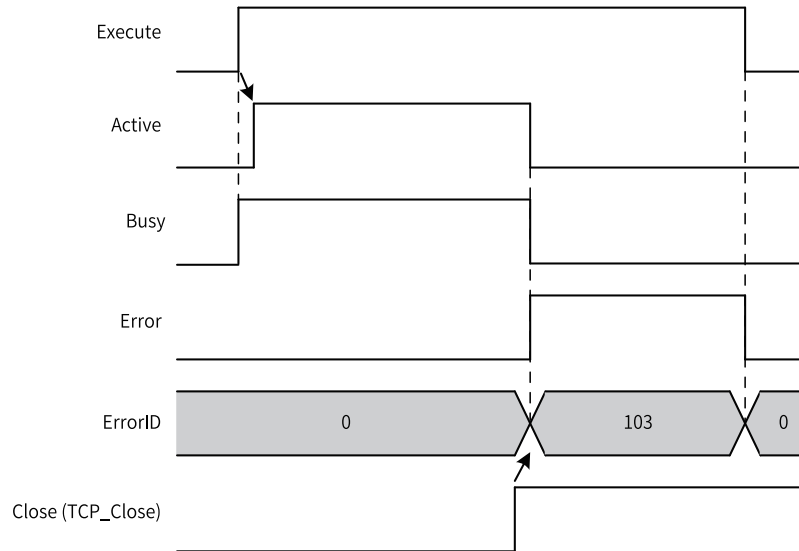 Execute
Active
Busy
Error
ErrorID 0 103 0
Close (TCP_Close)